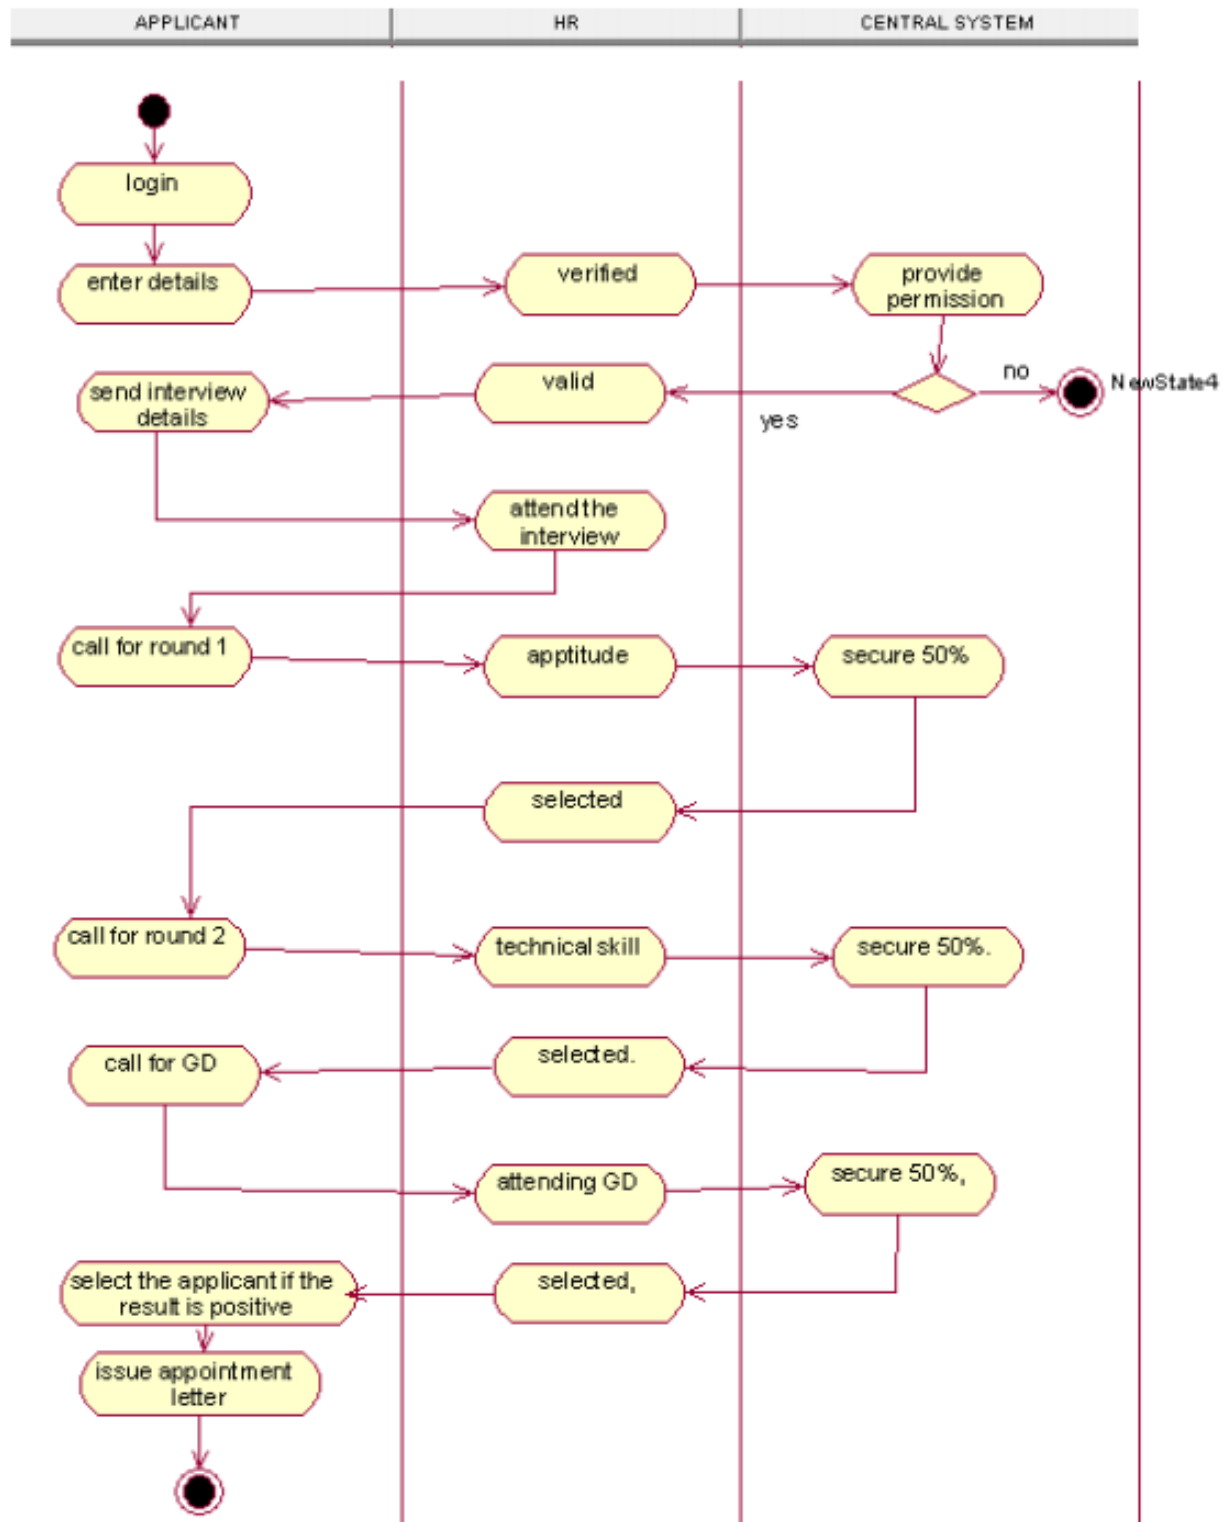 APPLICANT
HR
CENTRAL SYSTEM
login
enter details
verified
provide
permission
send interview
details
valid
yes
no
NewState4
attend the
interview
call for round 1
apptitude
secure 50%
selected
call for round 2
technical skill
secure 50%.
call for GD
selected.
attending GD
secure 50%,
select the applicant if the
result is positive
selected,
issue appointment
letter